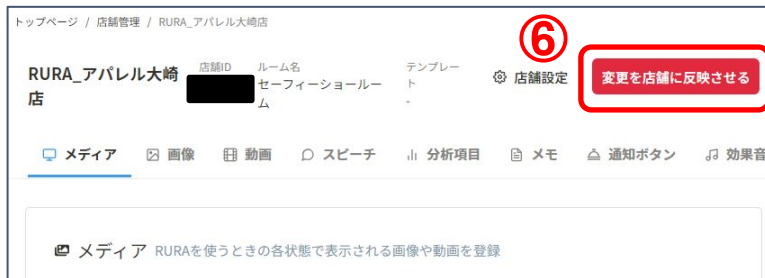 トップページ / 店舗管理 / RURA_アパレル大崎店
⑥
RURA_アパレル大崎
店
店舗ID
ルーム名
セーフィーショールー
ム
テンプレー
ト
-
店舗設定
変更を店舗に反映させる
メディア 画像 動画 スピーチ 分析項目 メモ 通知ボタン 効果音
メディア RURAを使うときの各状態で表示される画像や動画を登録